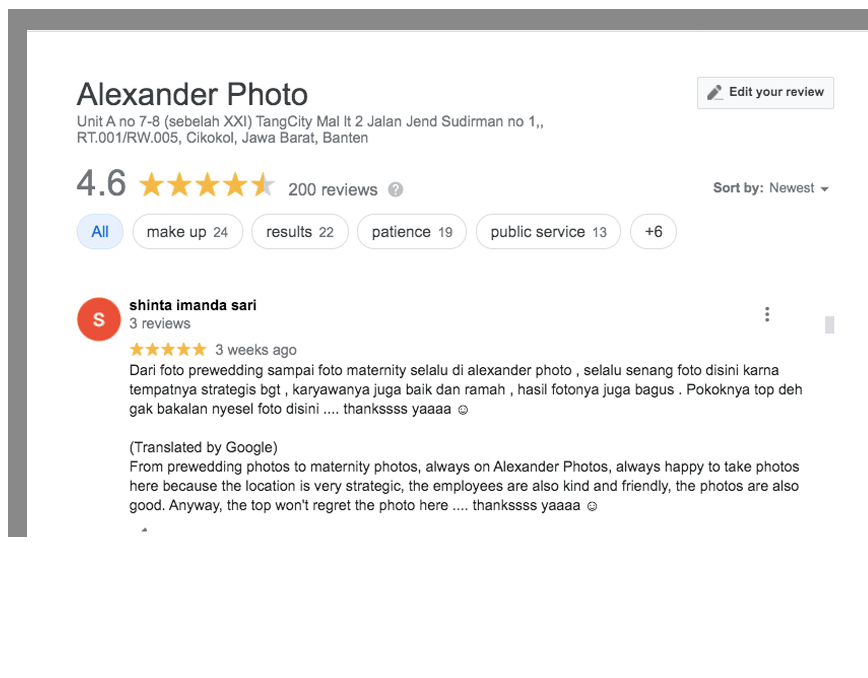 Alexander Photo
Edit your review
Unit A no 7-8 (sebelah XXI) TangCity Mal lt 2 Jalan Jend Sudirman no 1,,
RT.001/RW.005, Cikokol, Jawa Barat, Banten
4.6 200 reviews ?
Sort by: Newest
All make up 24 results 22 patience 19 public service 13 +6
S
shinta imanda sari
3 reviews
3 weeks ago
Dari foto prewedding sampai foto maternity selalu di alexander photo , selalu senang foto disini karna
tempatnya strategis bgt , karyawanya juga baik dan ramah , hasil fotonya juga bagus . Pokoknya top deh
gak bakalan nyesel foto disini .... thankssss yaaaa ☺
(Translated by Google)
From prewedding photos to maternity photos, always on Alexander Photos, always happy to take photos
here because the location is very strategic, the employees are also kind and friendly, the photos are also
good. Anyway, the top won't regret the photo here .... thankssss yaaaa ☺